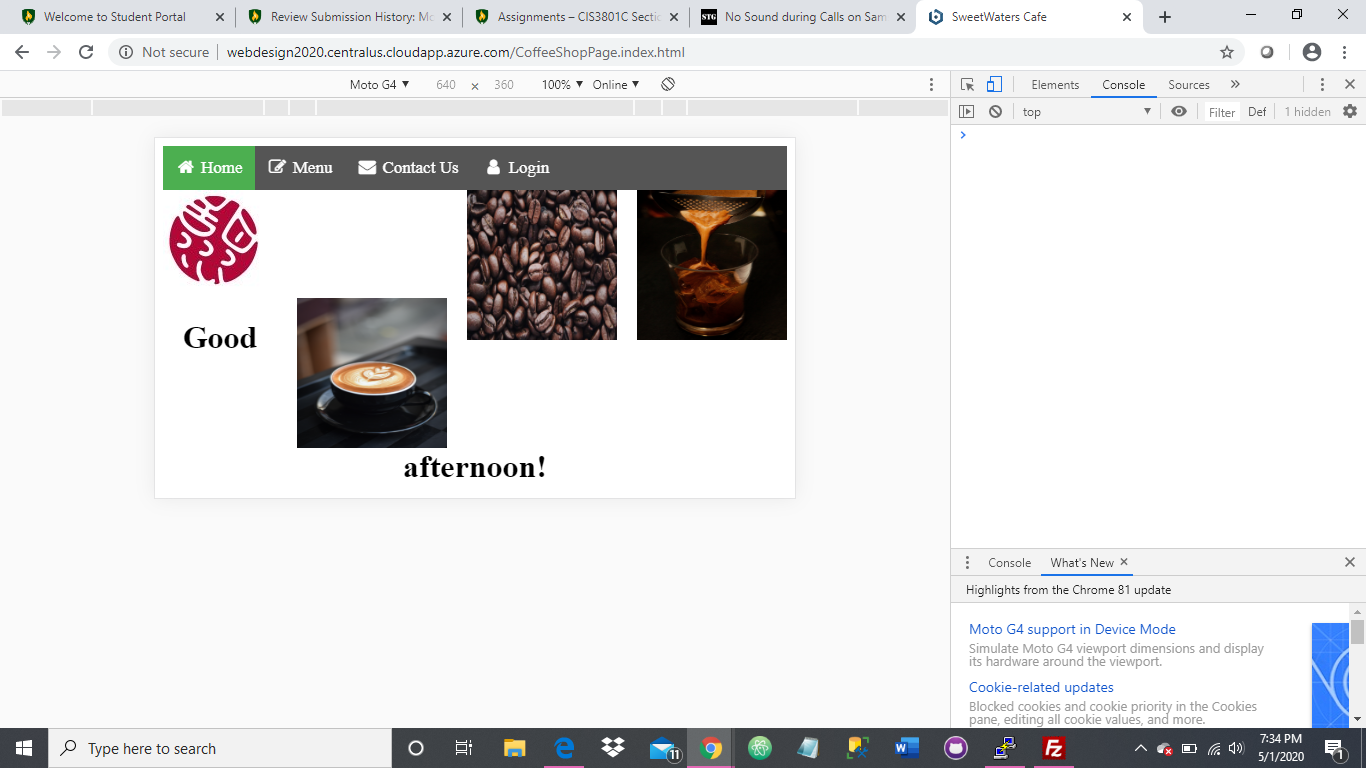 Welcome to Student Portal
Review Submission History: Mo
Assignments – CIS3801C Sectio
STG
No Sound during Calls on Sam
SweetWaters Cafe
Not secure | webdesign2020.centralus.cloudapp.azure.com/CoffeeShopPage.index.html
Moto G4 ▼ 640 × 360 100% ▼ Online ▼
Elements Console Sources »
top ▼ Filter Def 1 hidden
Home Menu Contact Us Login
Good
afternoon!
Console What's New ×
Highlights from the Chrome 81 update
Moto G4 support in Device Mode
Simulate Moto G4 viewport dimensions and display
its hardware around the viewport.
Cookie-related updates
Blocked cookies and cookie priority in the Cookies
pane, editing all cookie values, and more.
Type here to search
11
Fz
7:34 PM
5/1/2020
1